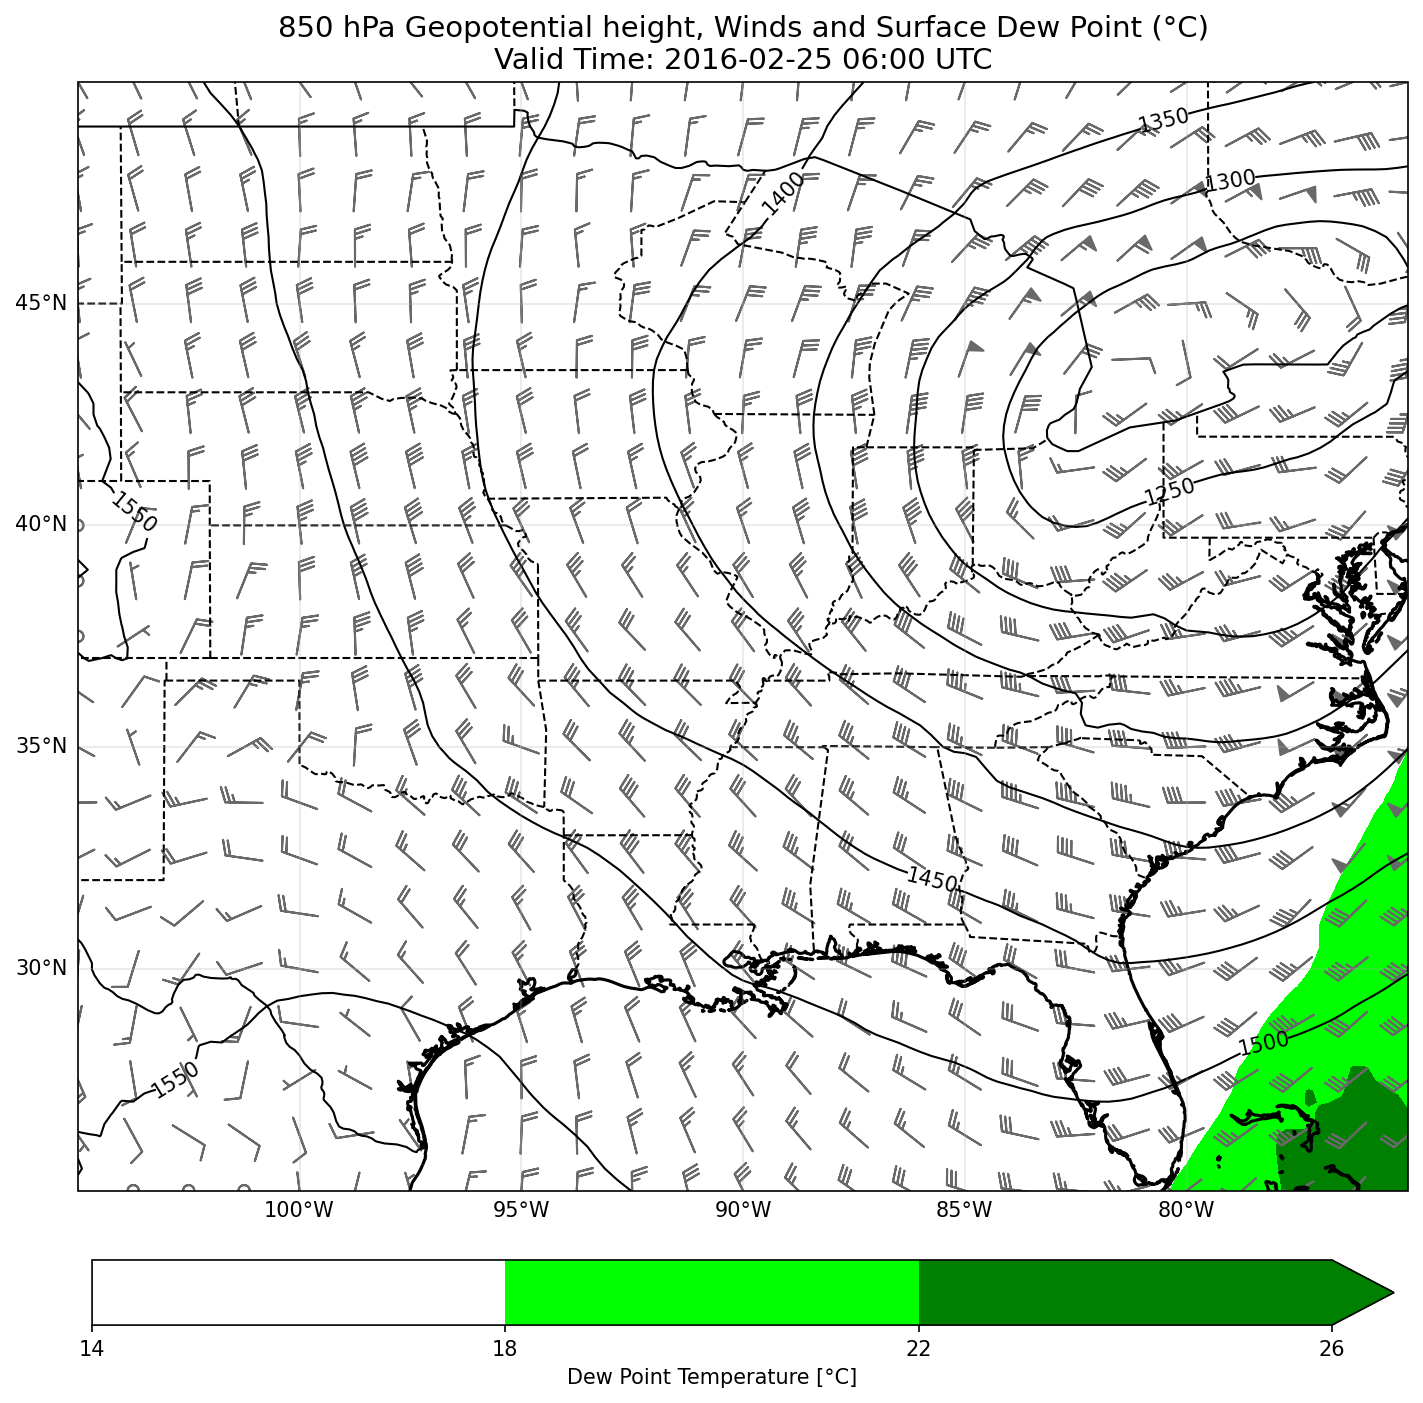 850 hPa Geopotential height, Winds and Surface Dew Point (°C)
Valid Time: 2016-02-25 06:00 UTC
1350
1300
1400
45°N
1550
1250
40°N
35°N
1450
30°N
1500
1550
100°W 95°W 90°W 85°W 80°W
14 18 22 26
Dew Point Temperature [°C]